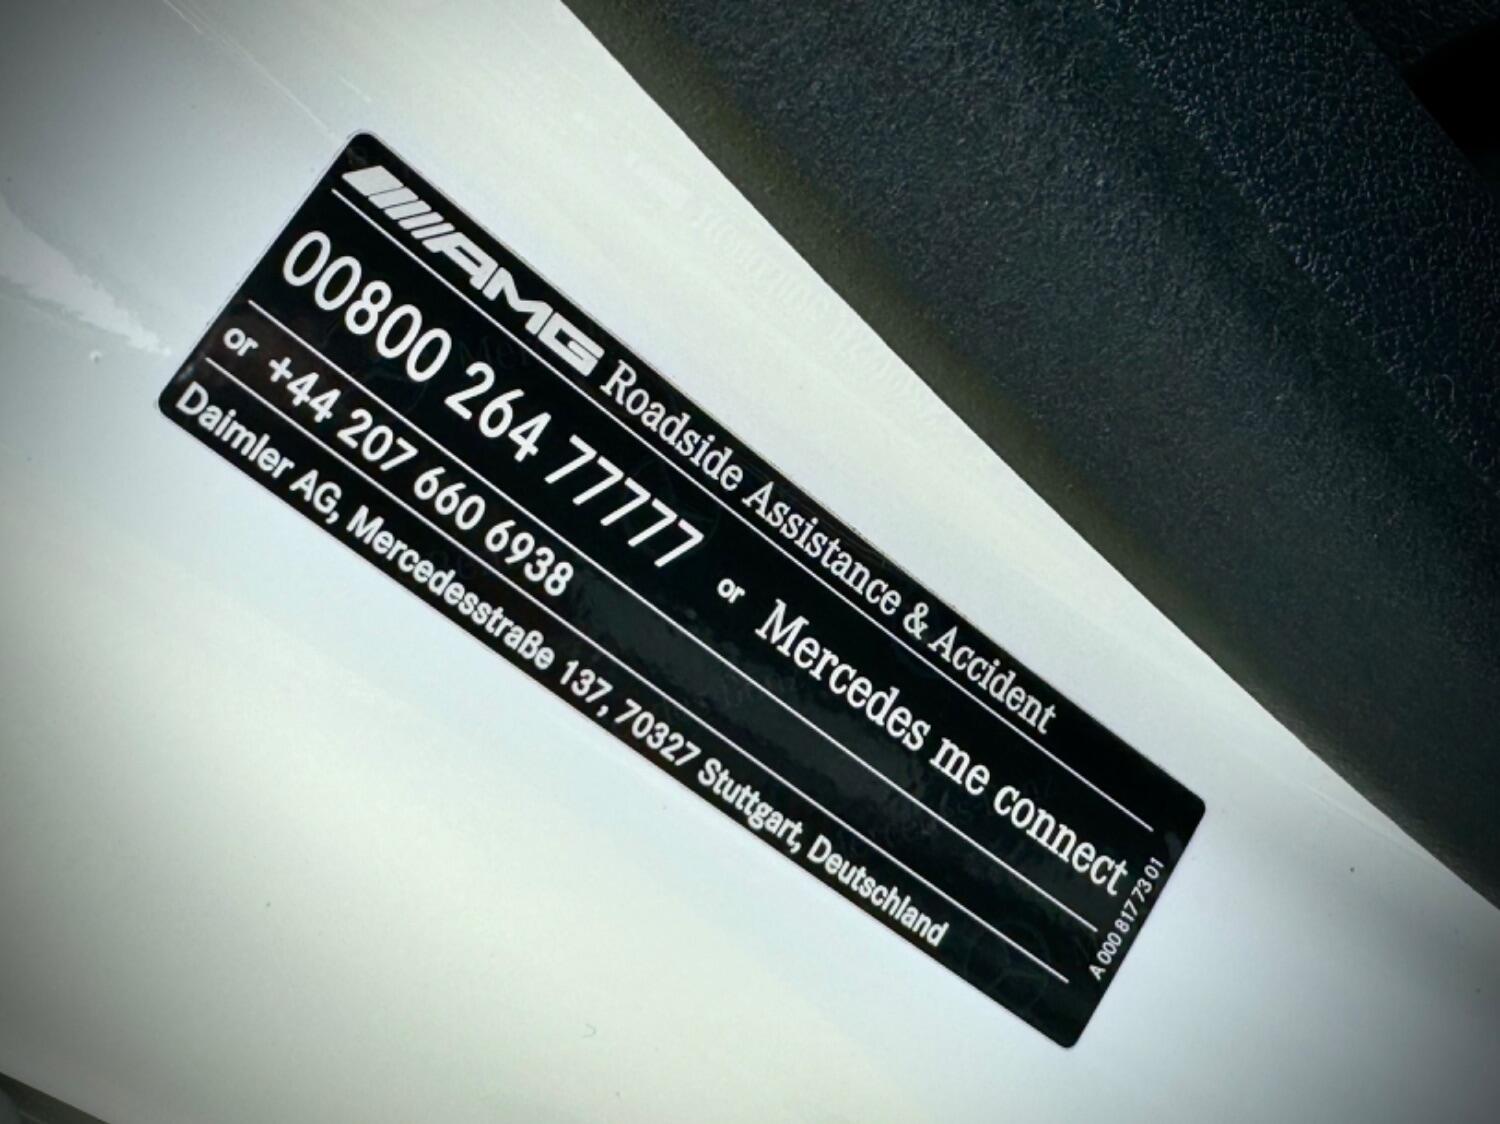 AMG Roadside Assistance & Accident
00800 264 77777 or Mercedes me connect
or +44 207 660 6938
Daimler AG, Mercedesstraße 137, 70327 Stuttgart, Deutschland
A 000 817 73 01